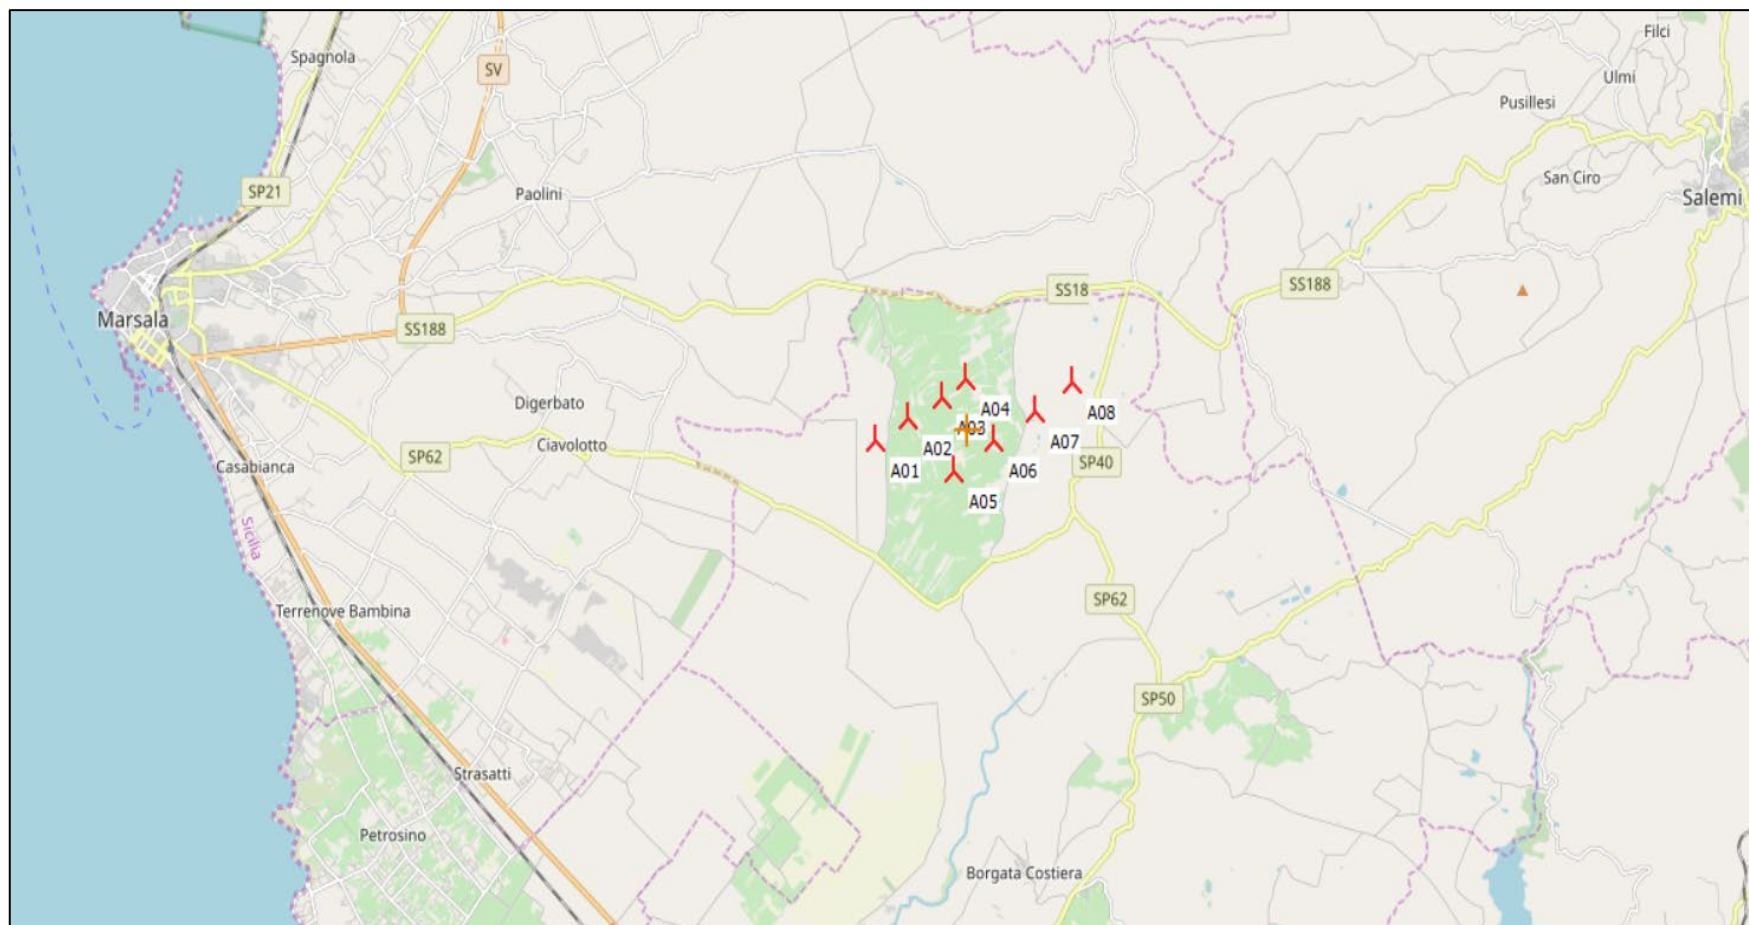 Filci
Spagnola
SV
Ulmi
Pusillesi
San Ciro
SP21
Paolini
Salemi
SS18
SS188
Marsala
SS188
Digerbato
A04
A08
A03
Ciavolotto
A07
A02
SP62
SP40
Casabianca
A01
A06
A05
Sicilia
SP62
Terrenove Bambina
SP50
Strasatti
Petrosino
Borgata Costiera